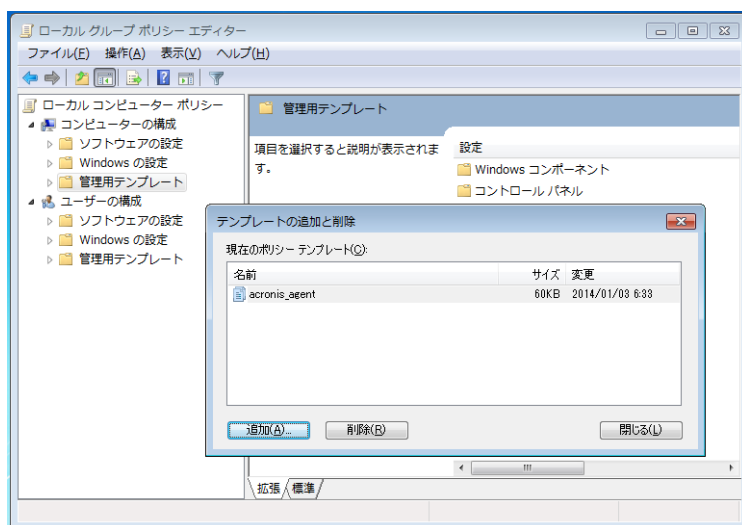 ローカル グループ ポリシー エディター
ファイル(F) 操作(A) 表示(V) ヘルプ(H)
ローカル コンピューター ポリシー
コンピューターの構成
ソフトウェアの設定
Windows の設定
管理用テンプレート
ユーザーの構成
ソフトウェアの設定
Windows の設定
管理用テンプレート
管理用テンプレート
項目を選択すると説明が表示されま
す。
設定
Windows コンポーネント
コントロール パネル
テンプレートの追加と削除
現在のポリシー テンプレート(C):
名前 サイズ 変更
acronis_agent 60KB 2014/01/03 6:33
追加(A)... 削除(R) 閉じる(L)
拡張 標準